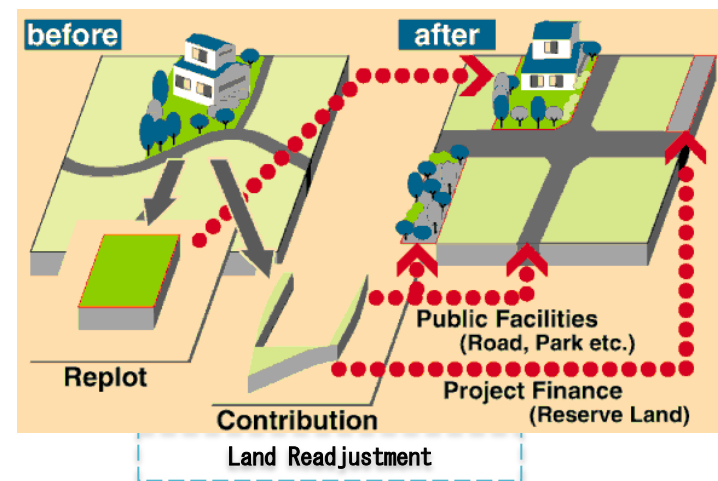 before
after
Public Facilities
(Road, Park etc.)
Replot
Project Finance
(Reserve Land)
Contribution
Land Readjustment